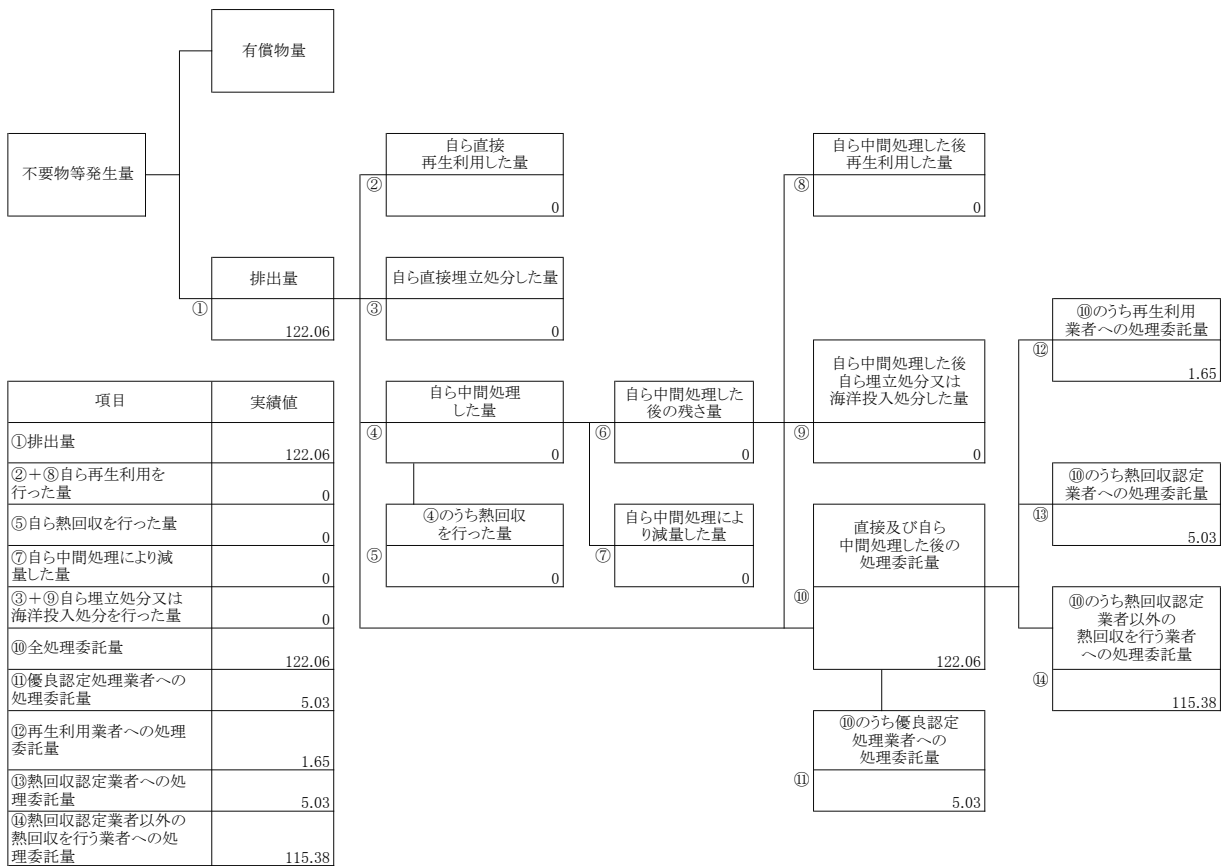 有償物量
不要物等発生量
自ら直接
再生利用した量
②
0
自ら中間処理した後
再生利用した量
⑧
0
排出量
①
122.06
自ら直接埋立処分した量
③
0
⑩のうち再生利用
業者への処理委託量
⑫
1.65
自ら中間処理
した量
④
0
自ら中間処理した
後の残さ量
⑥
0
自ら中間処理した後
自ら埋立処分又は
海洋投入処分した量
⑨
0
⑩のうち熱回収認定
業者への処理委託量
⑬
5.03
④のうち熱回収
を行った量
⑤
0
自ら中間処理によ
り減量した量
⑦
0
直接及び自ら
中間処理した後の
処理委託量
⑩
122.06
⑩のうち熱回収認定
業者以外の
熱回収を行う業者
への処理委託量
⑭
115.38
⑩のうち優良認定
処理業者への
処理委託量
⑪
5.03
項目 実績値
①排出量 122.06
②+⑧自ら再生利用を
行った量 0
⑤自ら熱回収を行った量 0
⑦自ら中間処理により減
量した量 0
③+⑨自ら埋立処分又は
海洋投入処分を行った量 0
⑩全処理委託量 122.06
⑪優良認定処理業者への
処理委託量 5.03
⑫再生利用業者への処理
委託量 1.65
⑬熱回収認定業者への処
理委託量 5.03
⑭熱回収認定業者以外の
熱回収を行う業者への処
理委託量 115.38